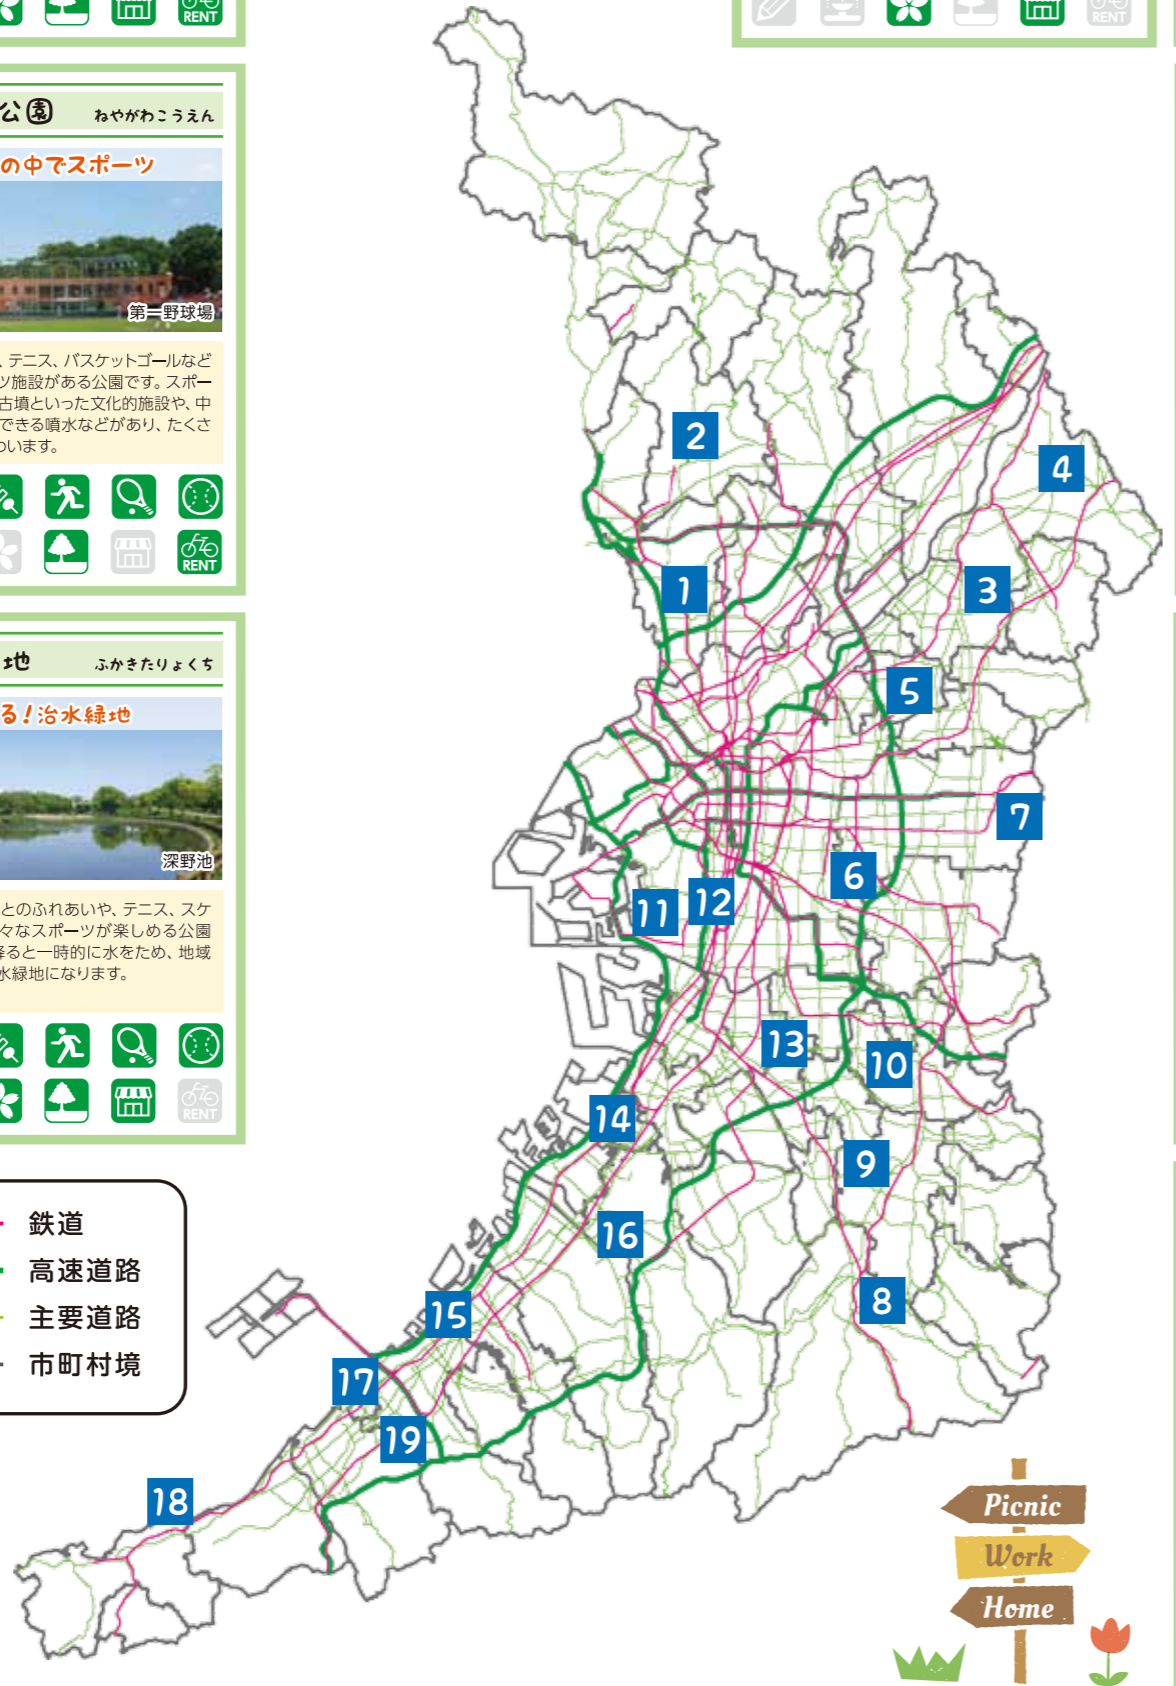 RENT
RENT
公園 ねやがわこうえん
の中でスポーツ
第一野球場
、テニス、バスケットゴールなど
ツ施設がある公園です。スポー
古墳といった文化的施設や、中
できる噴水などがあり、たくさ
わいます。
RENT
地 ふかきたりょくち
る!治水緑地
深野池
とのふれあいや、テニス、スケ
々なスポーツが楽しめる公園
降ると一時的に水をため、地域
水緑地になります。
RENT
鉄道
高速道路
主要道路
市町村境
2
4
1
3
5
7
6
11
12
13
10
14
9
16
8
15
17
19
18
Picnic
Work
Home